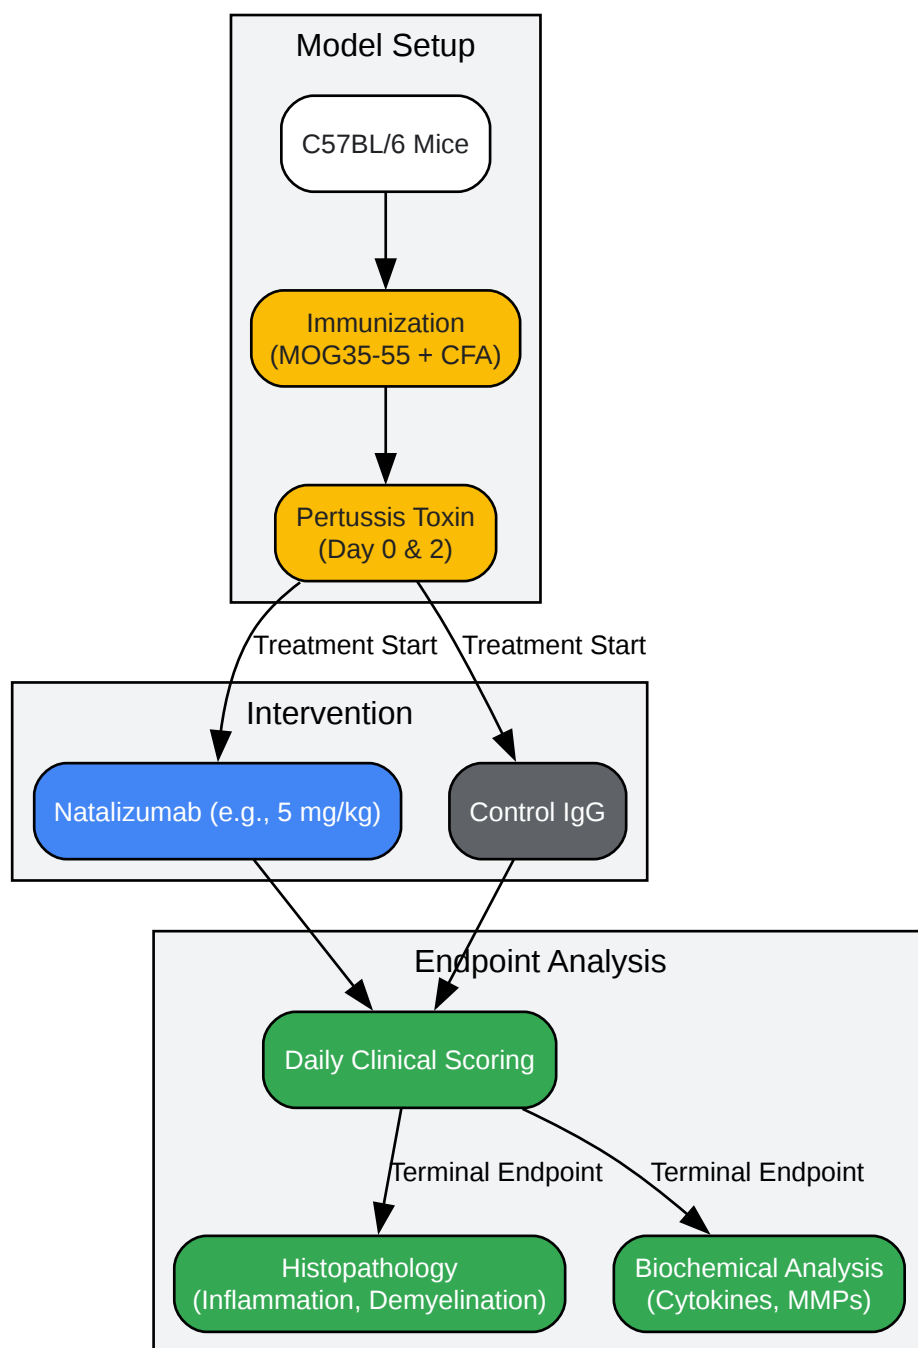 Model Setup
C57BL/6 Mice
Immunization
(MOG35-55 + CFA)
Pertussis Toxin
(Day 0 & 2)
Treatment Start
Treatment Start
Intervention
Natalizumab (e.g., 5 mg/kg)
Control IgG
Endpoint Analysis
Daily Clinical Scoring
Terminal Endpoint
Terminal Endpoint
Histopathology
(Inflammation, Demyelination)
Biochemical Analysis
(Cytokines, MMPs)